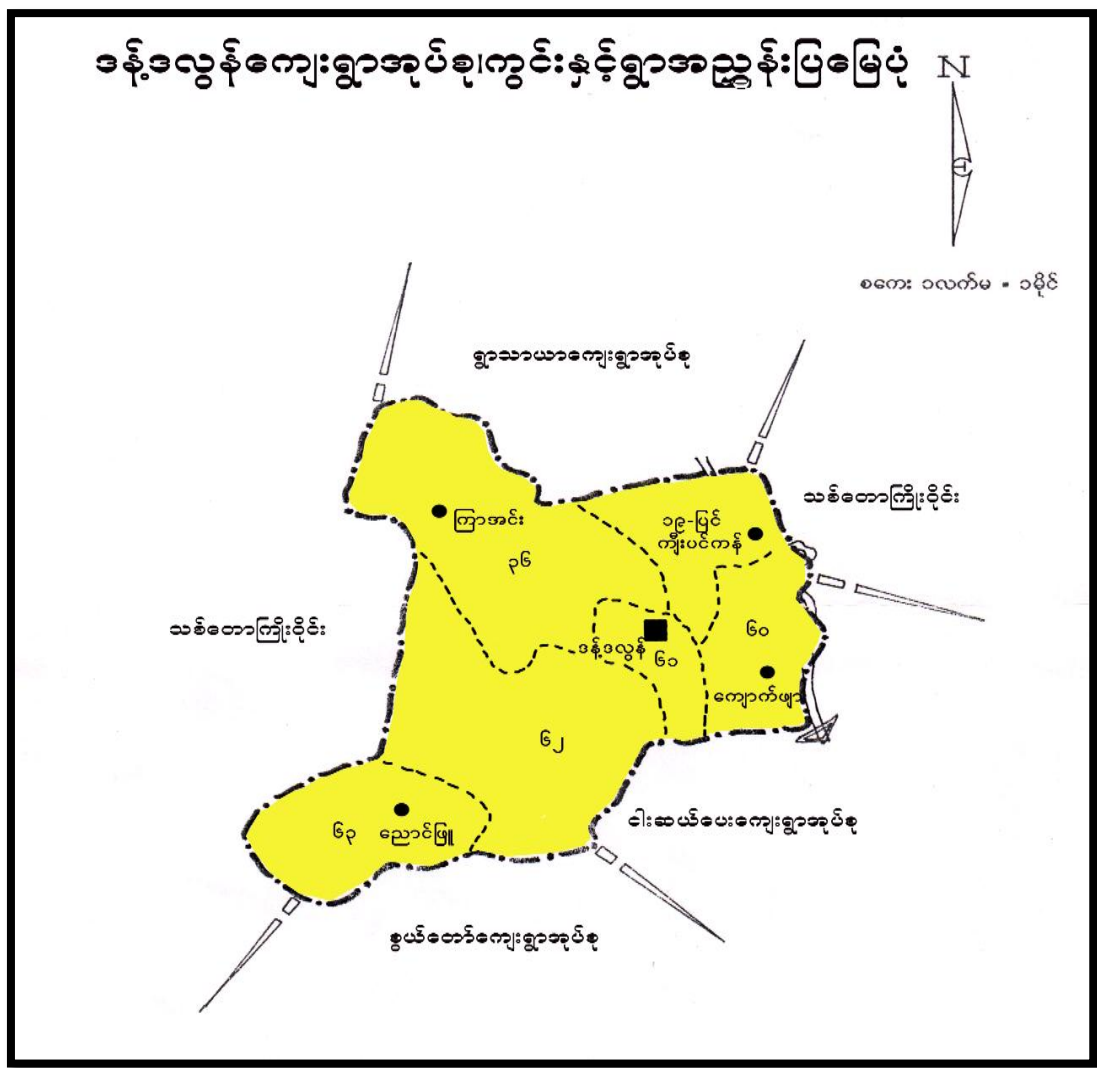 ဒန့်ဒလွန်ကျေးရွာအုပ်စု၊ကွင်းနှင့်ရွာအညွှန်းပြမြေပုံ
N
စကေး ၁လက်မ = ၁မိုင်
ရွာသာယာကျေးရွာအုပ်စု
သစ်တောကြိုးဝိုင်း
၁၉-ပြင်
ကျီးပင်ကန်
ကြာအင်း
၃၆
သစ်တောကြိုးဝိုင်း
၆၀
ဒန့်ဒလွန်
၆၁
ကျောက်ဖျာ
၆၂
ငါးဆယ်ပေးကျေးရွာအုပ်စု
၆၃
ညောင်ဖြူ
စွယ်တော်ကျေးရွာအုပ်စု